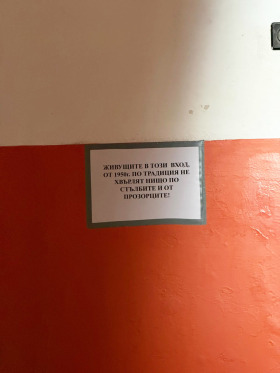 ЖИВУЩИТЕ В ТОЗИ ВХОД,
ОТ 1950г. ПО ТРАДИЦИЯ НЕ
ХВЪРЛЯТ НИЩО ПО
СТЪЛБИТЕ И ОТ
ПРОЗОРЦИТЕ!